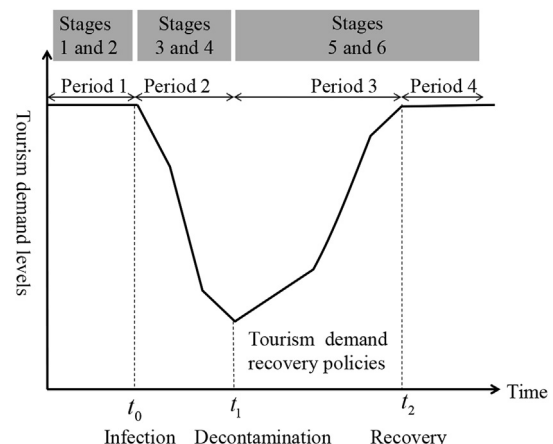 Stages
1 and 2
Stages
3 and 4
Stages
5 and 6
Period 1
Period 2
Period 3
Period 4
Tourism demand levels
Tourism demand
recovery policies
Time
t0
t1
t2
Infection
Decontamination
Recovery